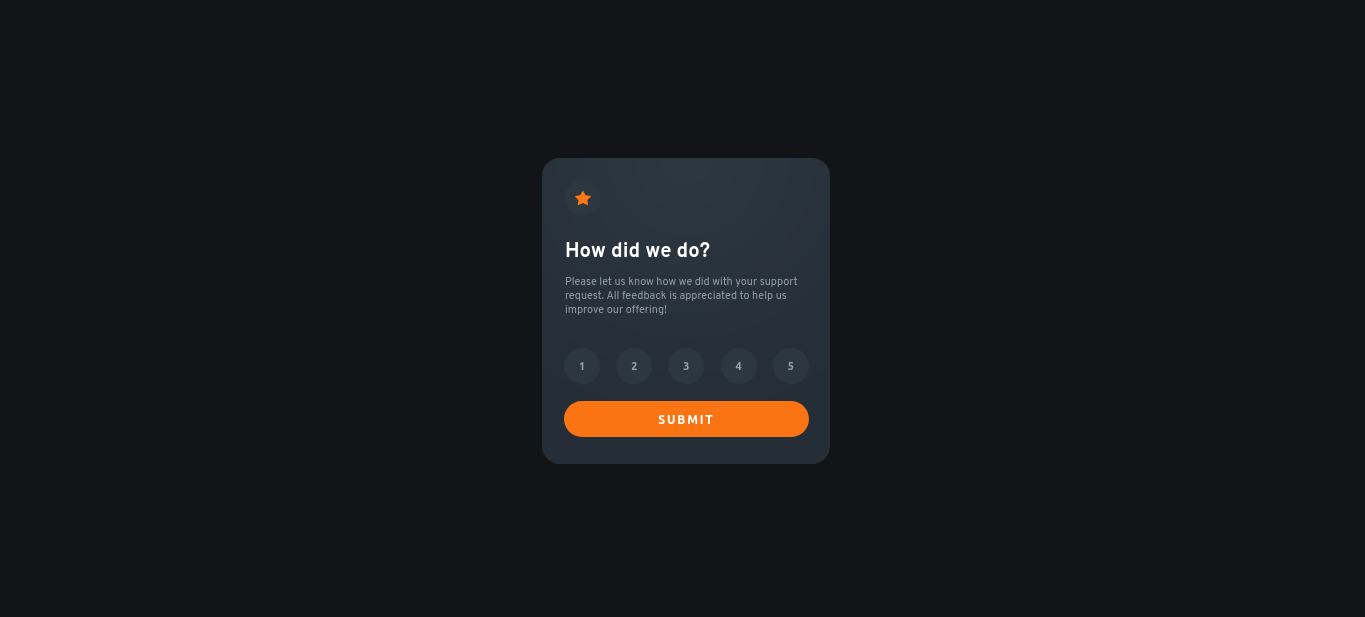 How did we do?
Please let us know how we did with your support
request. All feedback is appreciated to help us
improve our offering!
1 2 3 4 5
SUBMIT